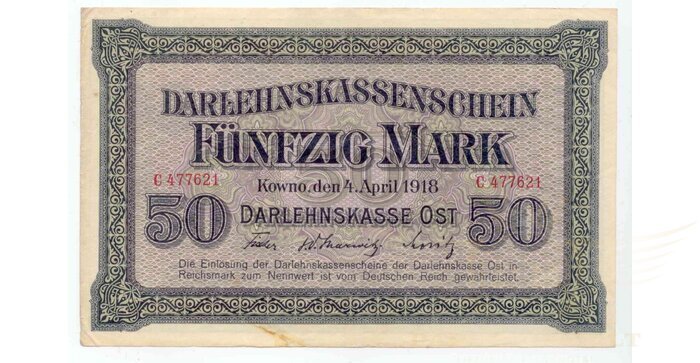 DARLEHNSKASSENSCHEIN
FÜNFZIG MARK
C 477621 C 477621
Kowno, den 4. April 1918
50 DARLEHNSKASSE OST 50
Die Einlösung der Darlehnskassenscheine der Darlehnskasse Ost in
Reichsmark zum Nennwert ist vom Deutschen Reich gewährleistet.